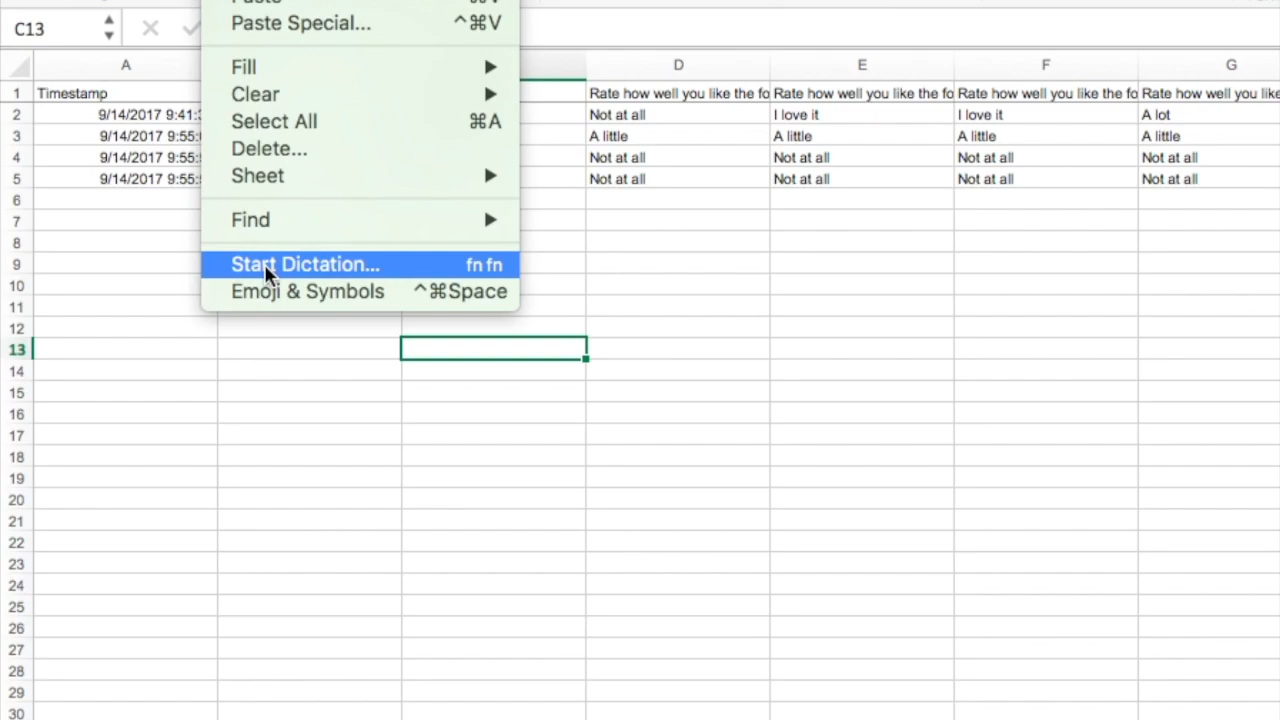 C13
Paste Special... ^⌘V
Fill
Clear
Select All ⌘A
Delete...
Sheet
Find
Start Dictation... fn fn
Emoji & Symbols ^⌘Space
A D E F G
1 Timestamp Rate how well you like the fo Rate how well you like the fo Rate how well you like the fo Rate how well you like
2 9/14/2017 9:41: Not at all I love it I love it A lot
3 9/14/2017 9:55: A little A little A little A little
4 9/14/2017 9:55: Not at all Not at all Not at all Not at all
5 9/14/2017 9:55: Not at all Not at all Not at all Not at all
6
7
8
9
10
11
12
13
14
15
16
17
18
19
20
21
22
23
24
25
26
27
28
29
30